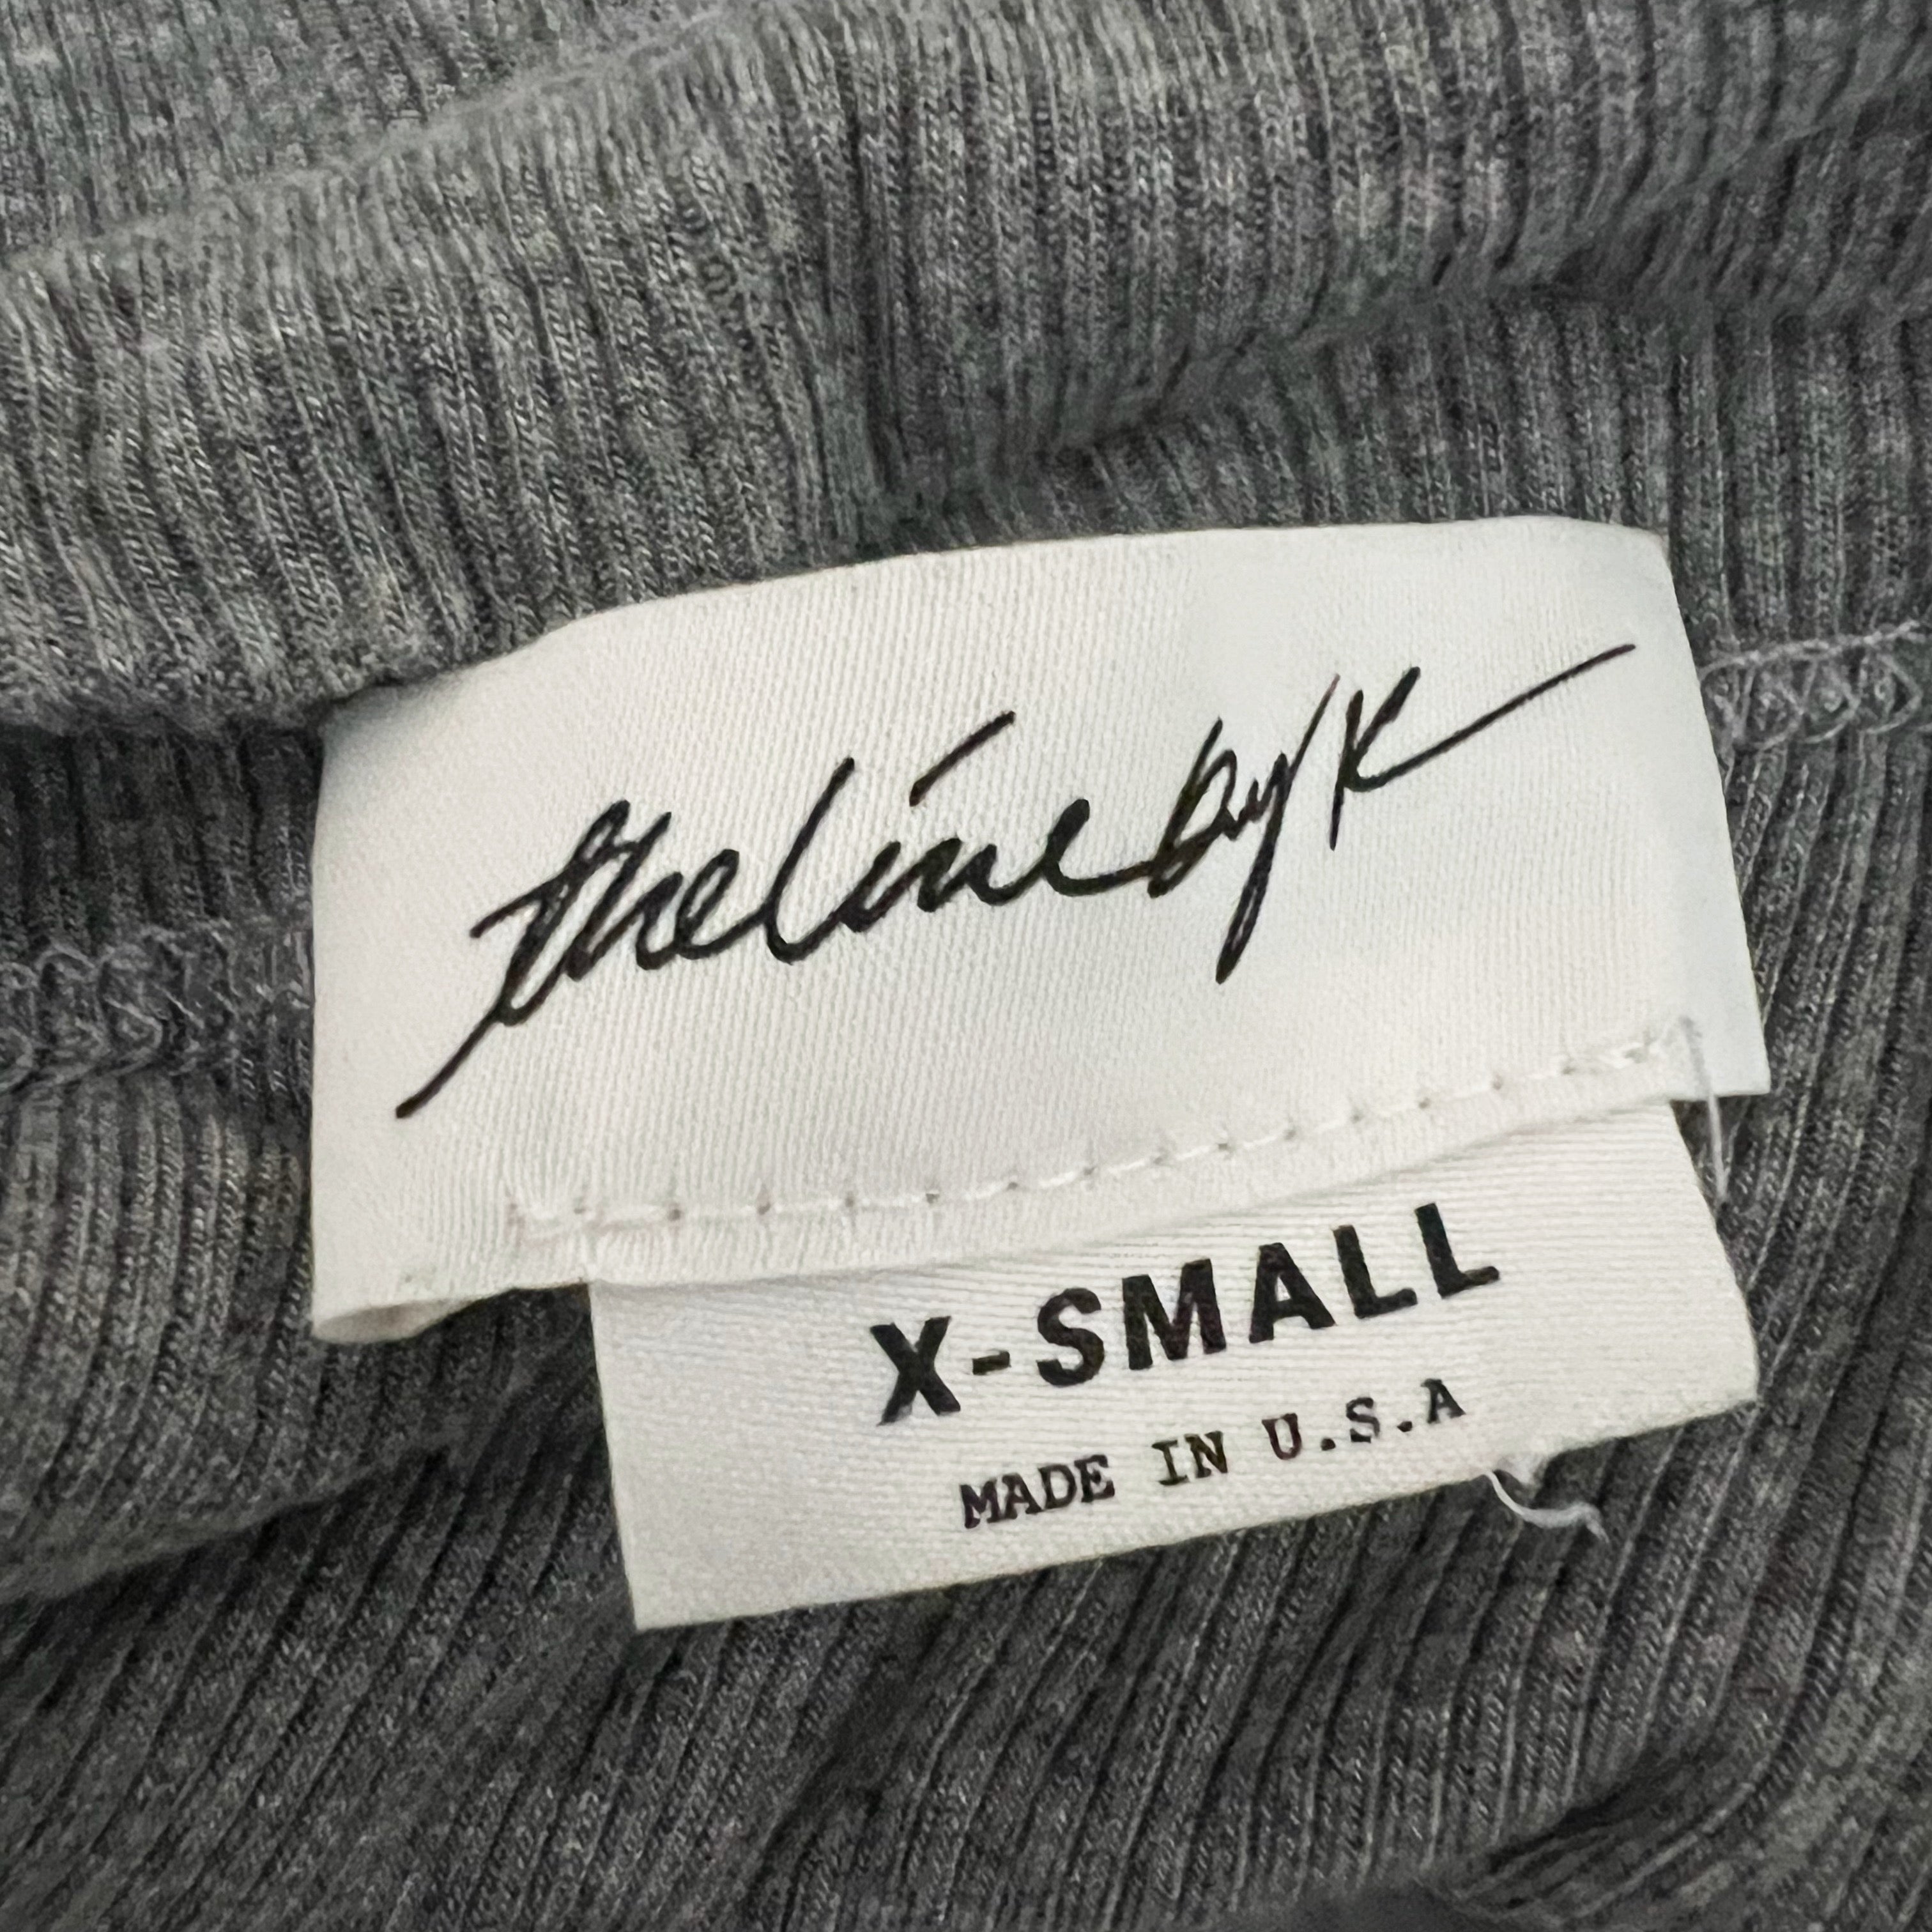 the line by K
X-SMALL
MADE IN U.S.A